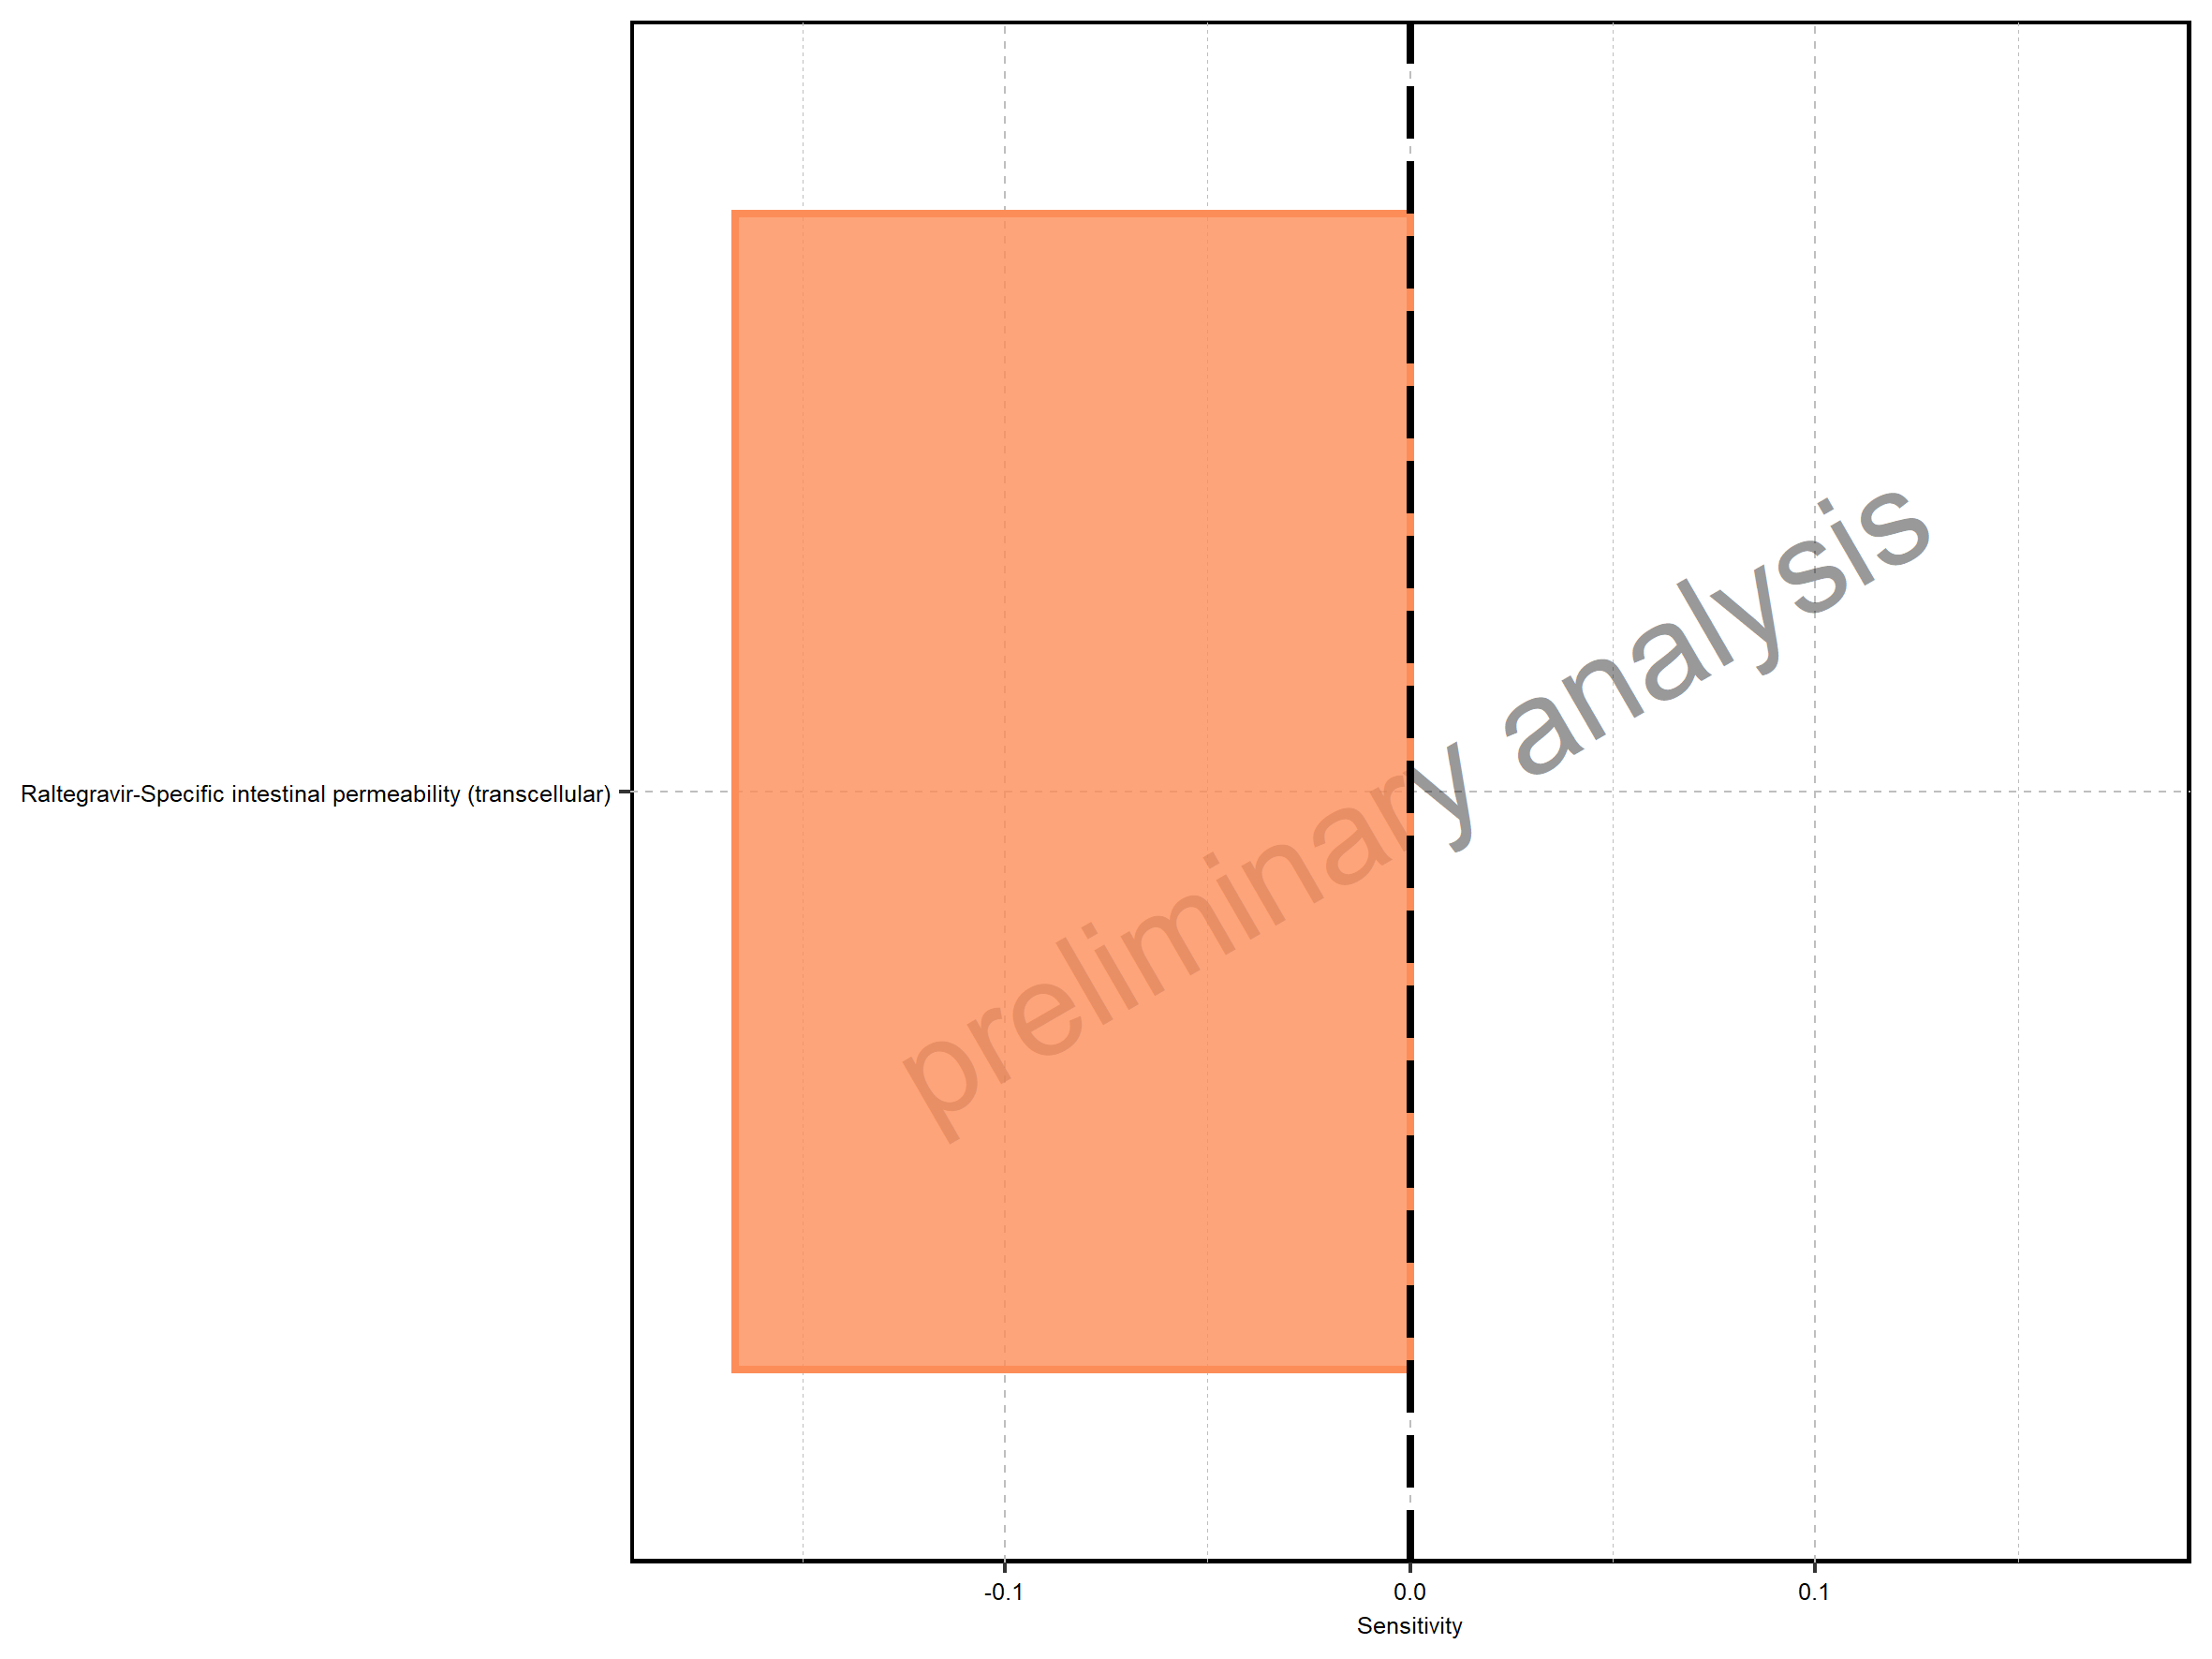 preliminary analysis
Raltegravir-Specific intestinal permeability (transcellular)
-0.1 0.0 0.1
Sensitivity